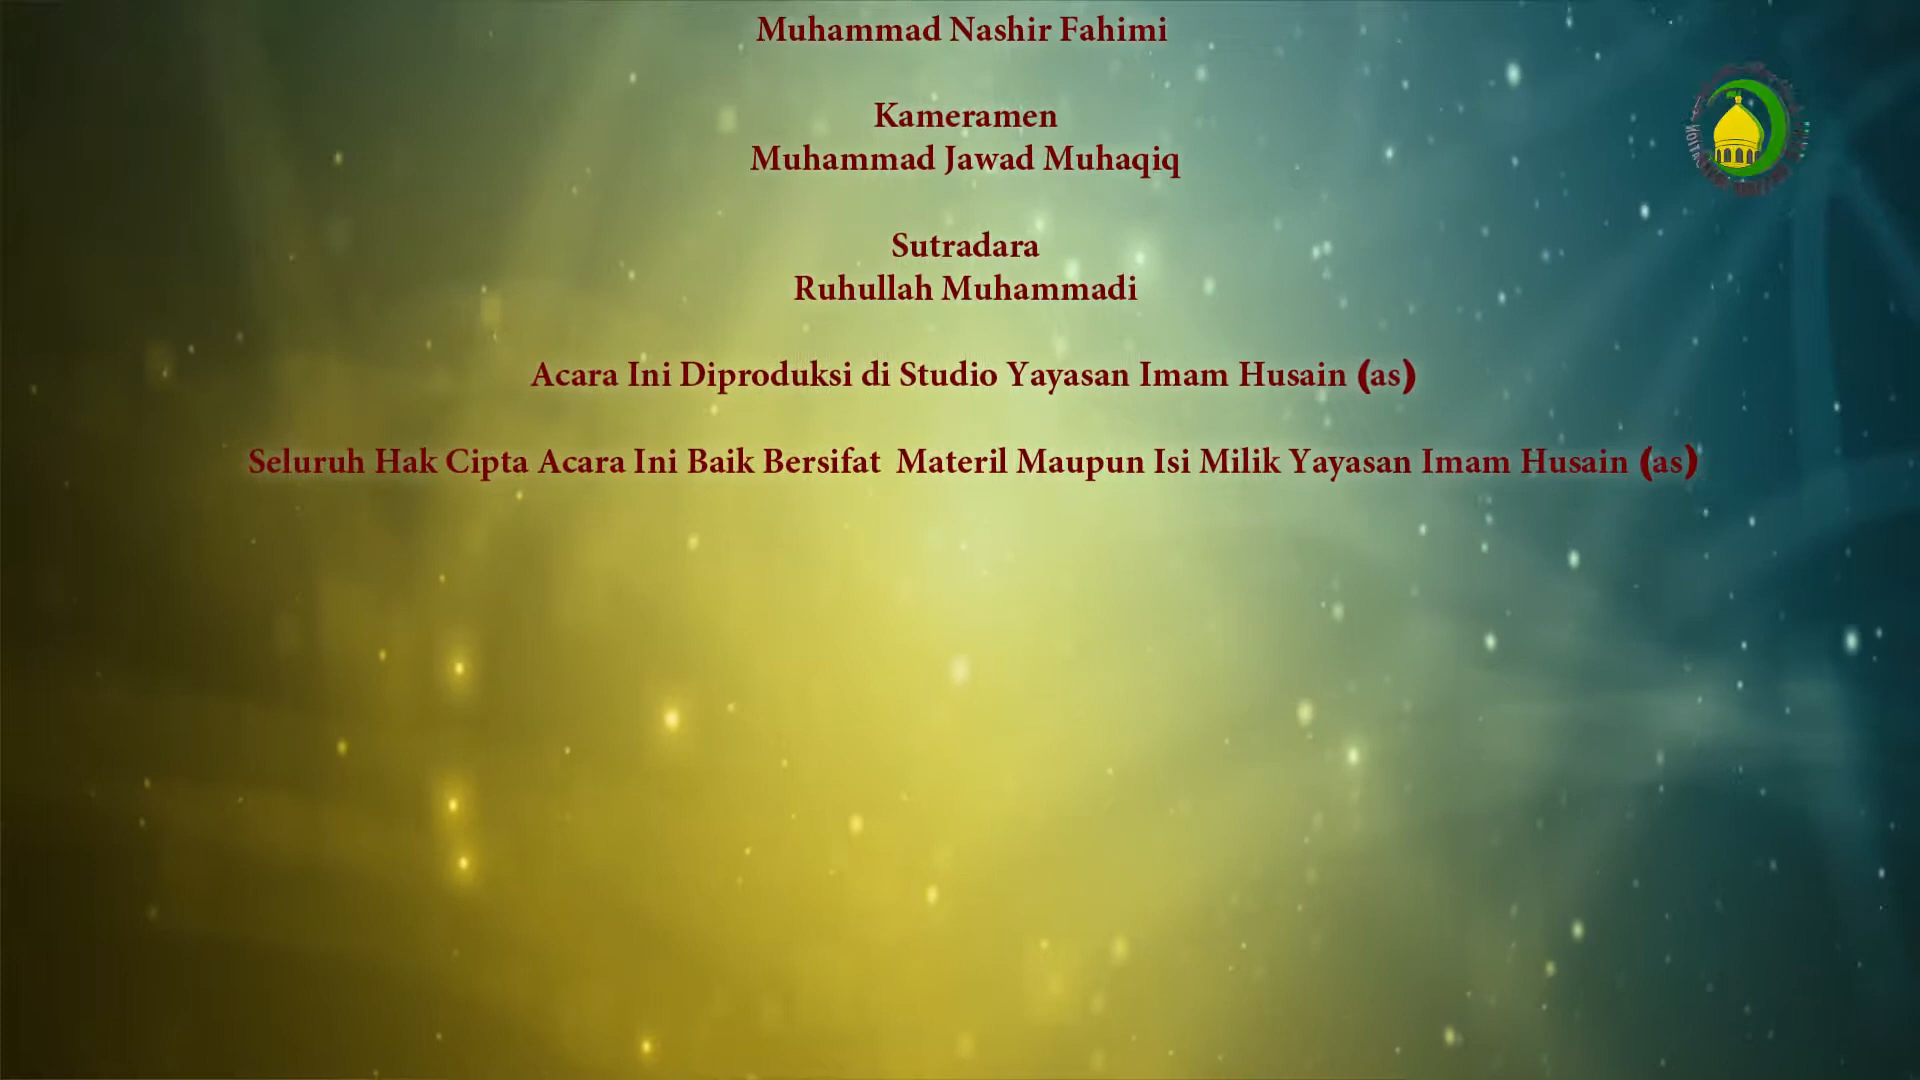 Muhammad Nashir Fahimi
Kameramen
Muhammad Jawad Muhaqiq
Sutradara
Ruhullah Muhammadi
Acara Ini Diproduksi di Studio Yayasan Imam Husain (as)
Seluruh Hak Cipta Acara Ini Baik Bersifat  Materil Maupun Isi Milik Yayasan Imam Husain (as)